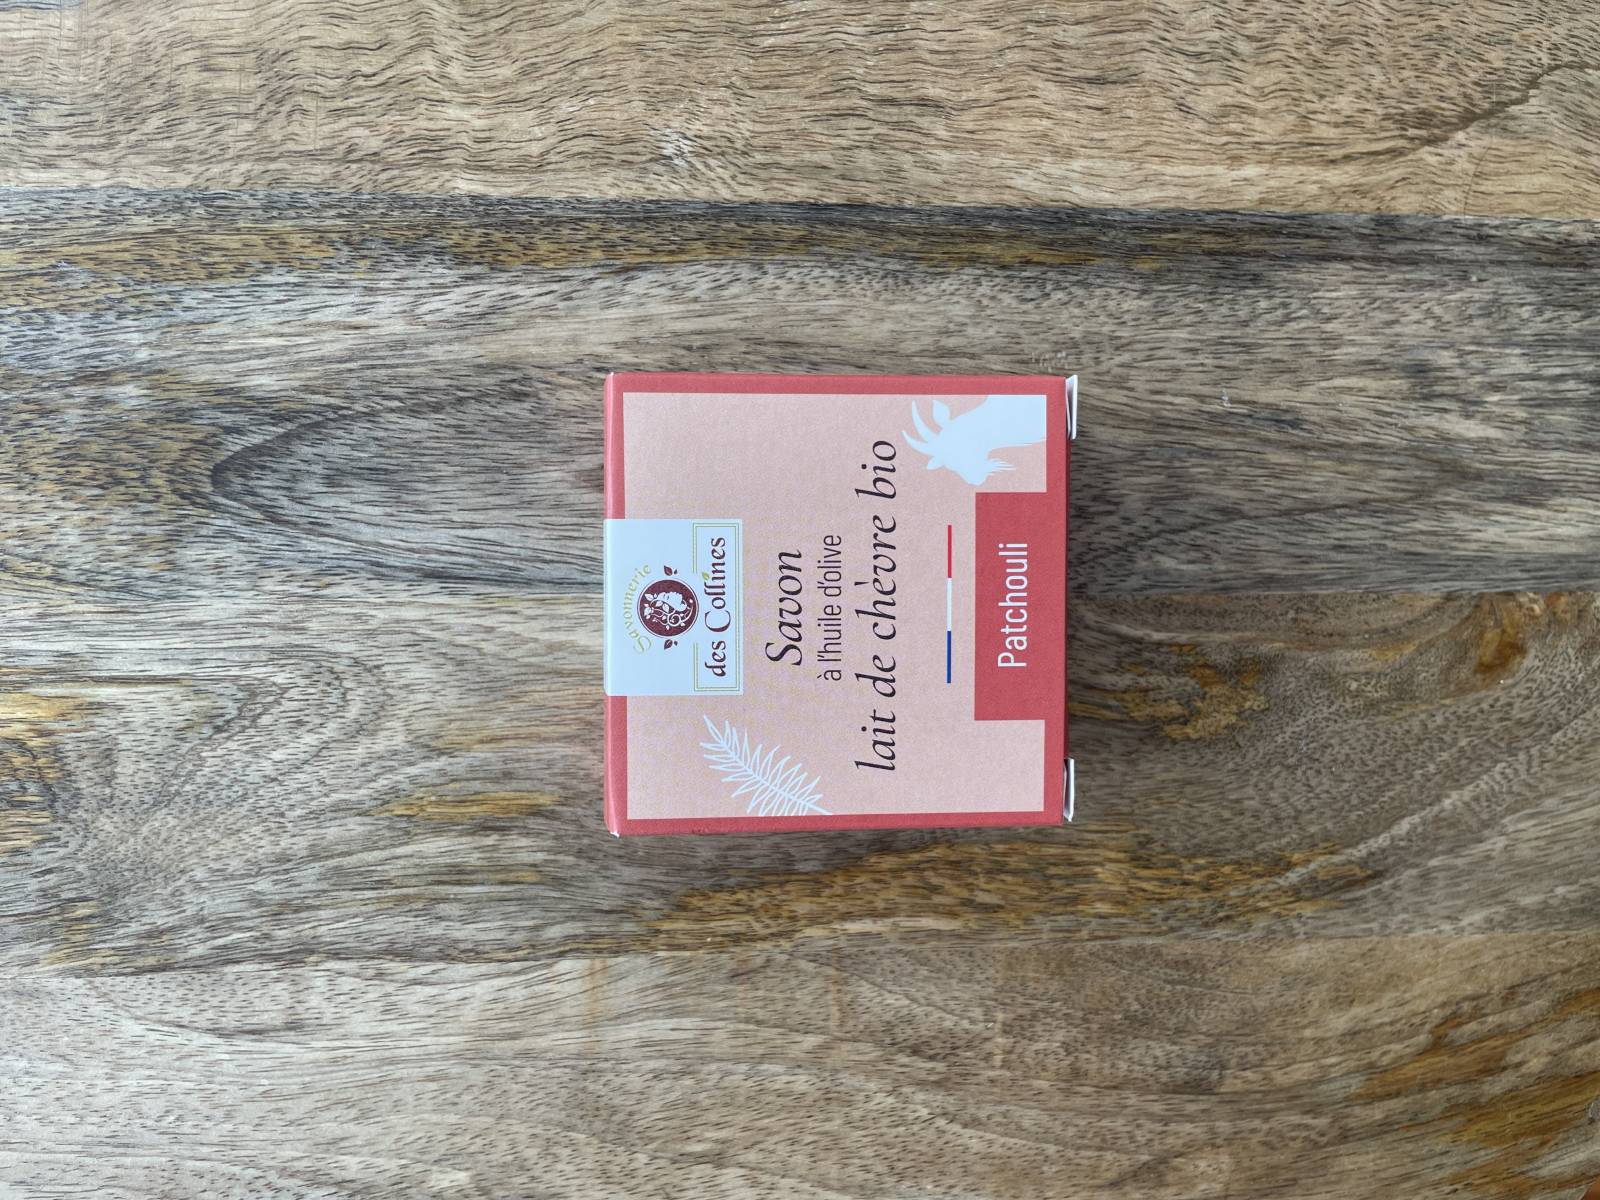 Savonnerie
des Collines
Savon
à l'huile d'olive
lait de chèvre bio
Patchouli